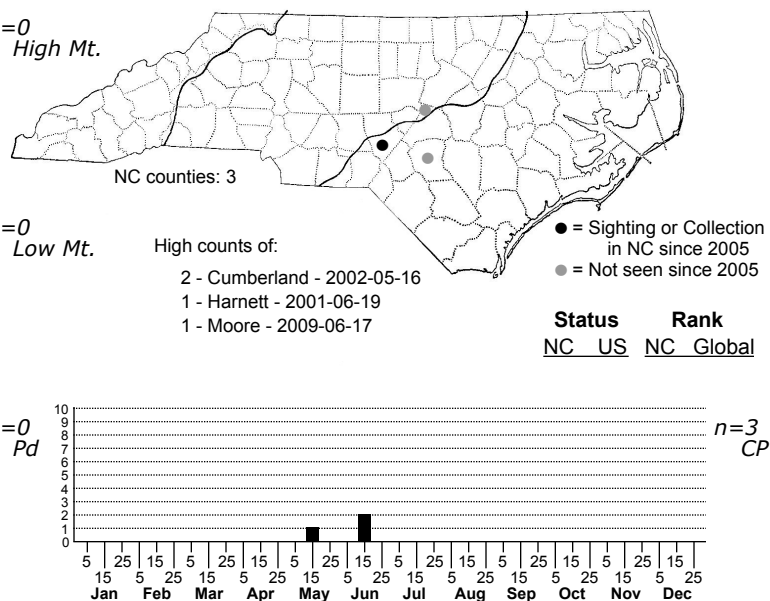 =0
High Mt.
NC counties: 3
=0
Low Mt.
High counts of:
2 - Cumberland - 2002-05-16
1 - Harnett - 2001-06-19
1 - Moore - 2009-06-17
● = Sighting or Collection
in NC since 2005
● = Not seen since 2005
Status Rank
NC US NC Global
=0
Pd
n=3
CP
10
9
8
7
6
5
4
3
2
1
0
5 25 15 5 25 15 5 25 15 5 25 15 5 25 15 5 25 15
15 5 25 15 5 25 15 5 25 15 5 25 15 5 25 15 5 25
Jan Feb Mar Apr May Jun Jul Aug Sep Oct Nov Dec